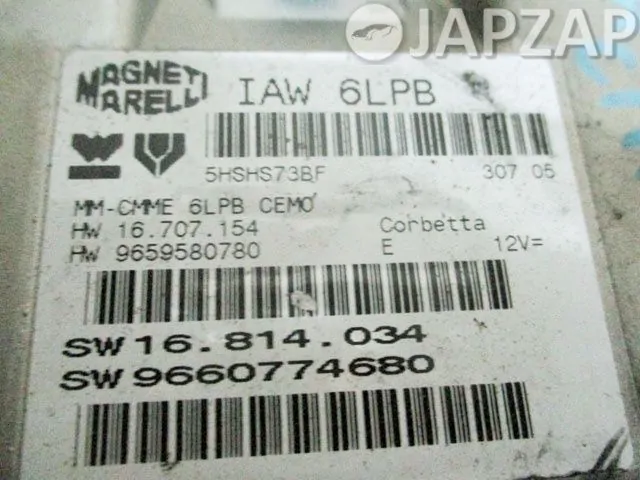 JAPZAP
MAGNETI
MARELLI
IAW 6LPB
5HSHS73BF 307 05
MM-CMME 6LPB CEMO
HW 16.707.154 Corbetta
HW 9659580780 E 12V=
SW 16.814.034
SW 9660774680